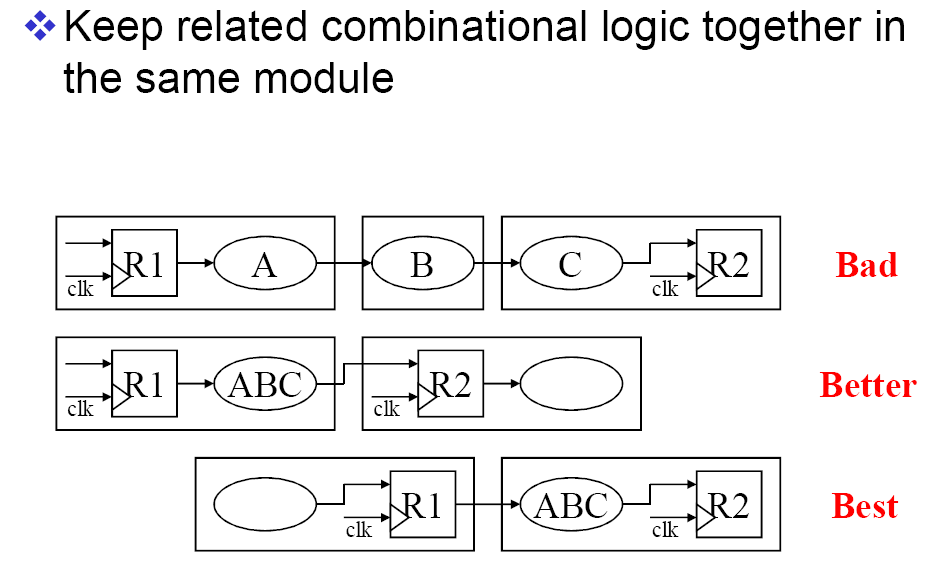 Keep related combinational logic together in
the same module
R1 A B C R2 Bad
clk clk
R1 ABC R2 Better
clk clk
R1 ABC R2 Best
clk clk